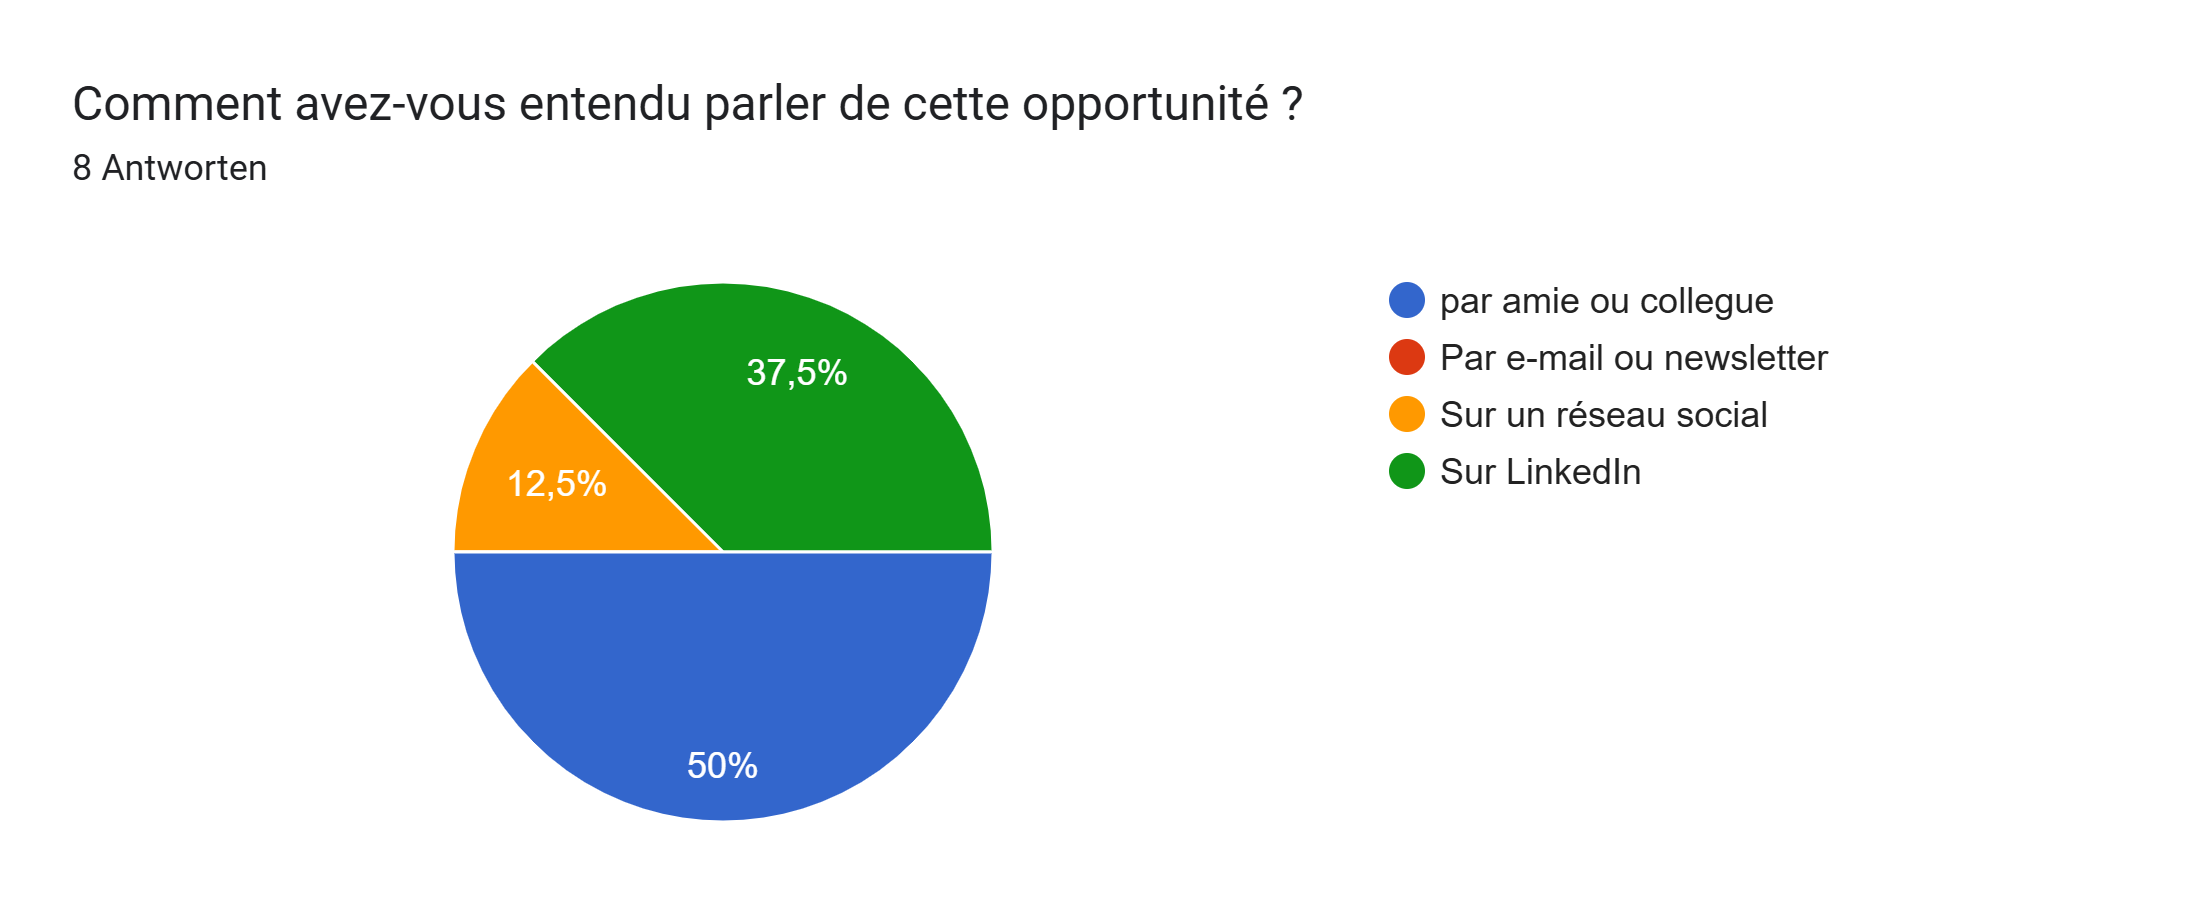 Comment avez-vous entendu parler de cette opportunité ?
8 Antworten
par amie ou collegue
Par e-mail ou newsletter
Sur un réseau social
Sur LinkedIn
37,5%
12,5%
50%